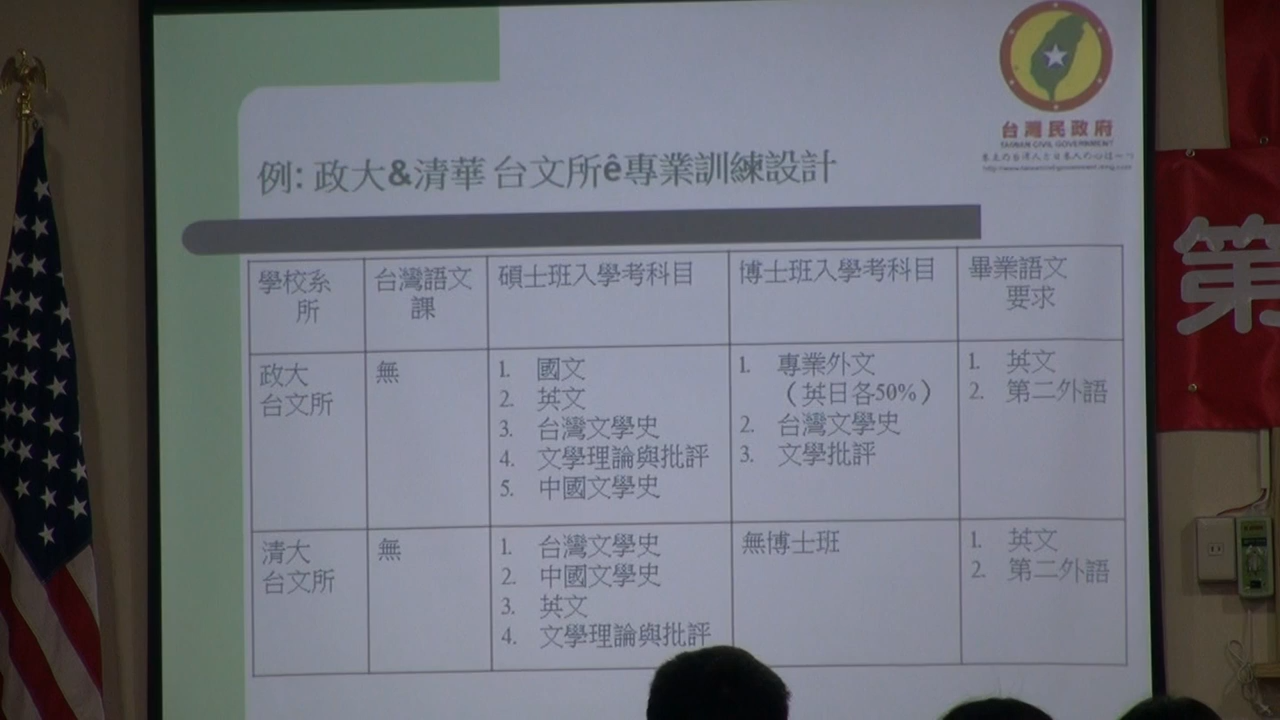 台灣民政府
TAIWAN CIVIL GOVERNMENT
例: 政大&清華 台文所ê專業訓練設計
學校系所
台灣語文課
碩士班入學考科目
博士班入學考科目
畢業語文要求
政大
台文所
無
1. 國文
2. 英文
3. 台灣文學史
4. 文學理論與批評
5. 中國文學史
1. 專業外文
（英日各50%）
2. 台灣文學史
3. 文學批評
1. 英文
2. 第二外語
清大
台文所
無
1. 台灣文學史
2. 中國文學史
3. 英文
4. 文學理論與批評
無博士班
1. 英文
2. 第二外語
第